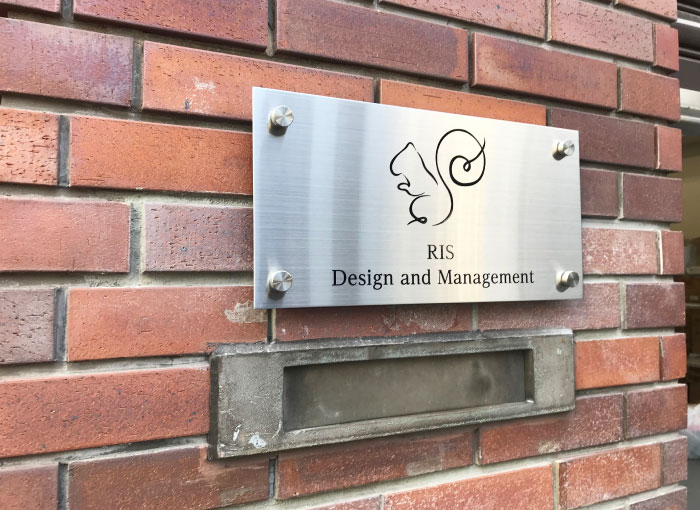 RIS
Design and Management